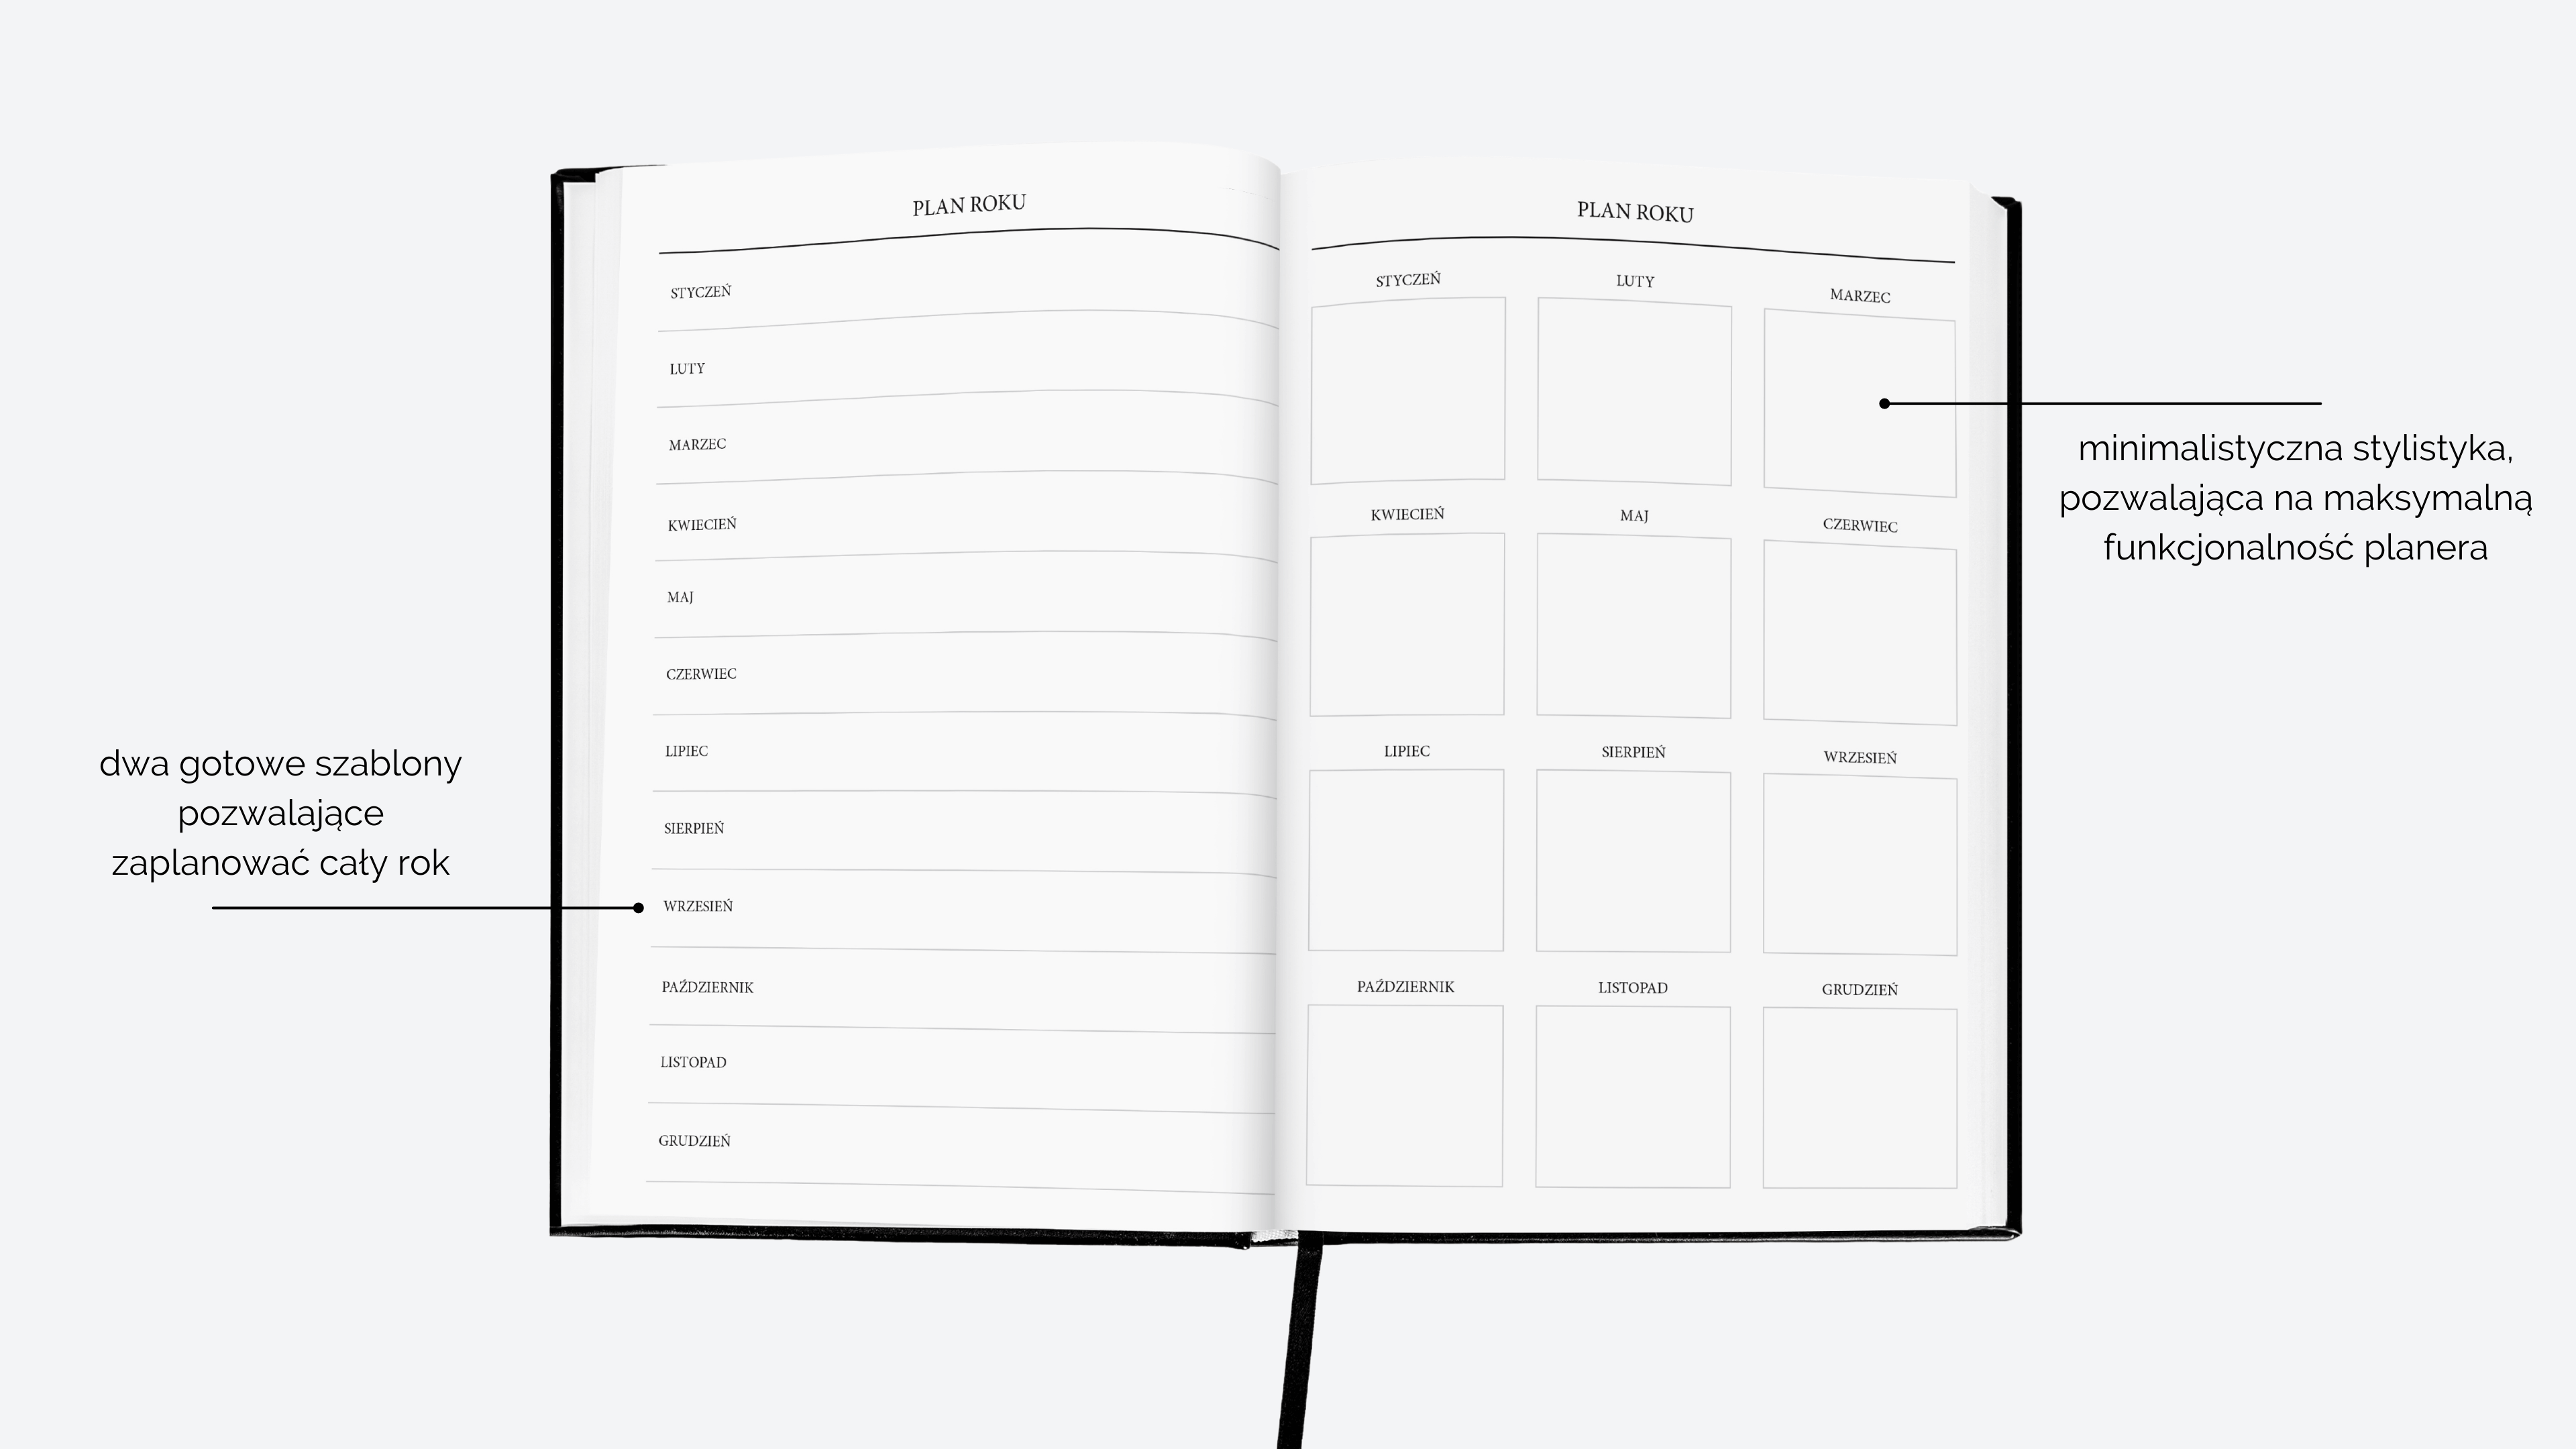 PLAN ROKU
STYCZEŃ
LUTY
MARZEC
KWIECIEŃ
MAJ
CZERWIEC
LIPIEC
SIERPIEŃ
WRZESIEŃ
PAŹDZIERNIK
LISTOPAD
GRUDZIEŃ
PLAN ROKU
STYCZEŃ LUTY MARZEC
KWIECIEŃ MAJ CZERWIEC
LIPIEC SIERPIEŃ WRZESIEŃ
PAŹDZIERNIK LISTOPAD GRUDZIEŃ
dwa gotowe szablony
pozwalające
zaplanować cały rok
minimalistyczna stylistyka,
pozwalająca na maksymalną
funkcjonalność planera